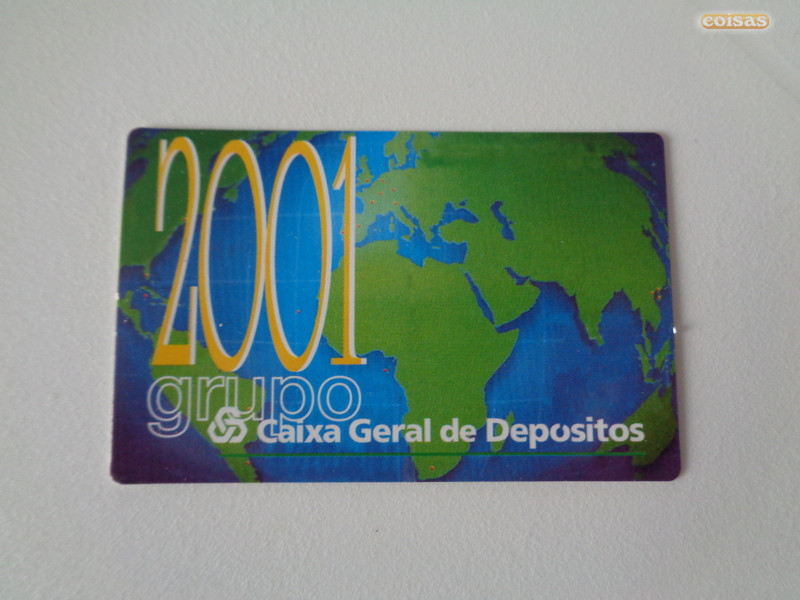 coisas
2001
grupo
Caixa Geral de Depositos